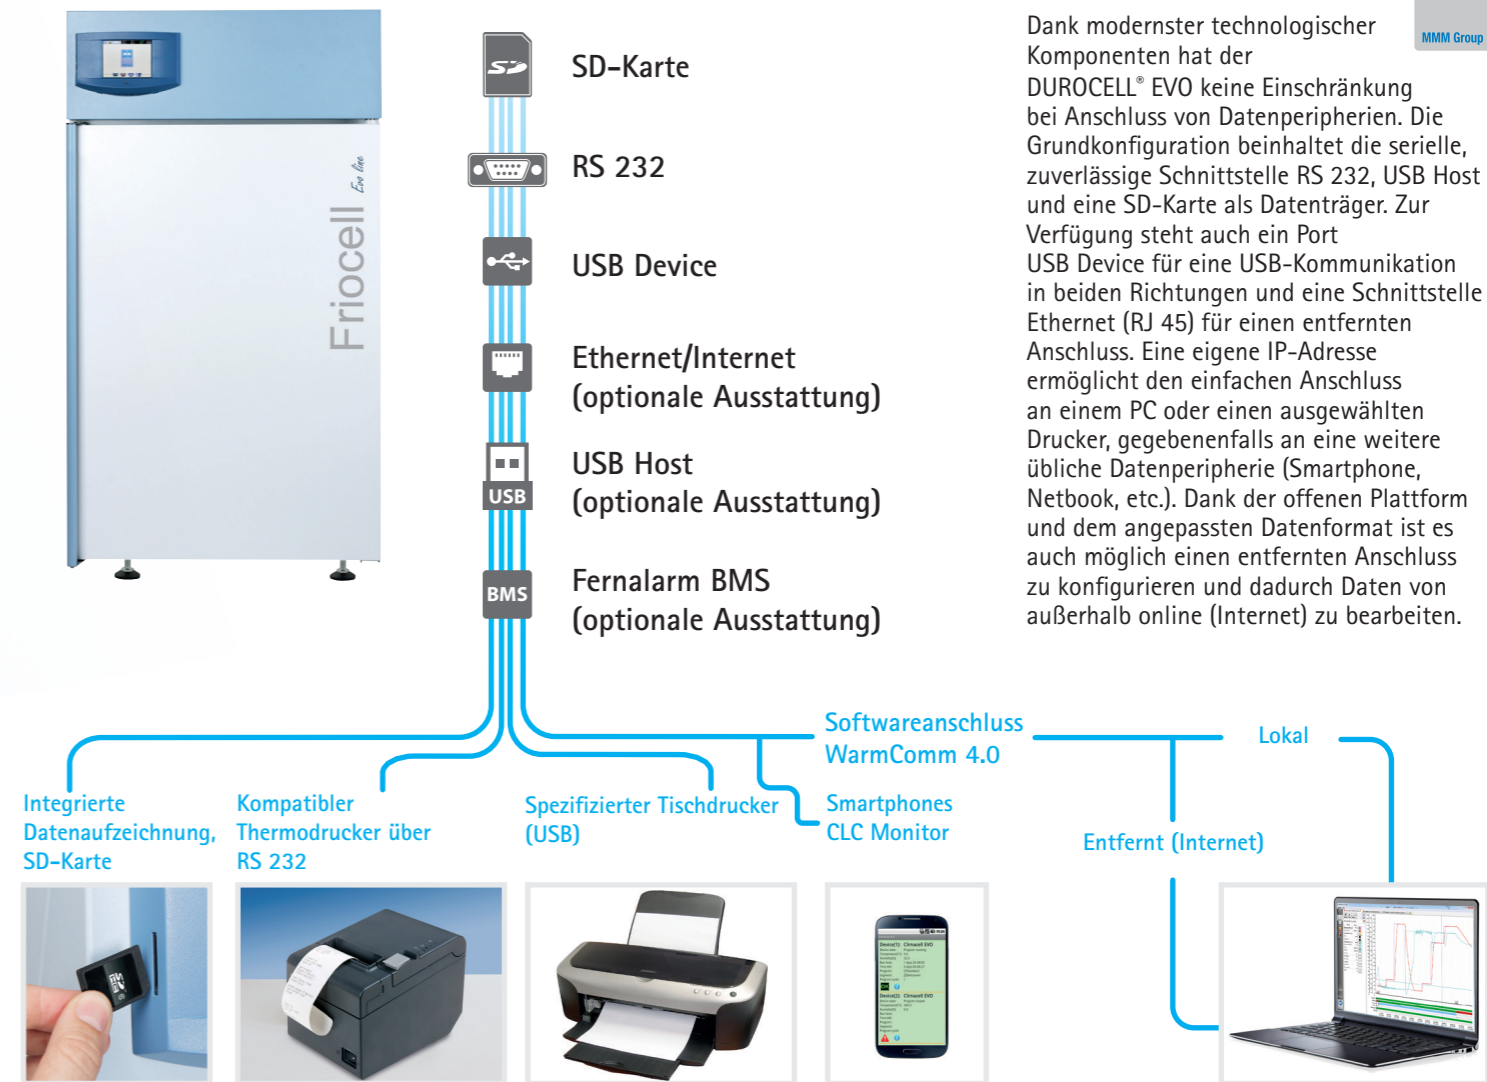 Friocell Evo line
SD-Karte
RS 232
USB Device
Ethernet/Internet
(optionale Ausstattung)
USB Host
(optionale Ausstattung)
USB
Fernalarm BMS
(optionale Ausstattung)
BMS
MMM Group
Dank modernster technologischer
Komponenten hat der
DUROCELL® EVO keine Einschränkung
bei Anschluss von Datenperipherien. Die
Grundkonfiguration beinhaltet die serielle,
zuverlässige Schnittstelle RS 232, USB Host
und eine SD-Karte als Datenträger. Zur
Verfügung steht auch ein Port
USB Device für eine USB-Kommunikation
in beiden Richtungen und eine Schnittstelle
Ethernet (RJ 45) für einen entfernten
Anschluss. Eine eigene IP-Adresse
ermöglicht den einfachen Anschluss
an einem PC oder einen ausgewählten
Drucker, gegebenenfalls an eine weitere
übliche Datenperipherie (Smartphone,
Netbook, etc.). Dank der offenen Plattform
und dem angepassten Datenformat ist es
auch möglich einen entfernten Anschluss
zu konfigurieren und dadurch Daten von
außerhalb online (Internet) zu bearbeiten.
Softwareanschluss
WarmComm 4.0
Lokal
Integrierte
Datenaufzeichnung,
SD-Karte
Kompatibler
Thermodrucker über
RS 232
Spezifizierter Tischdrucker
(USB)
Smartphones
CLC Monitor
Entfernt (Internet)
Device(1) Climacell EVO
Device(2) Climacell EVO